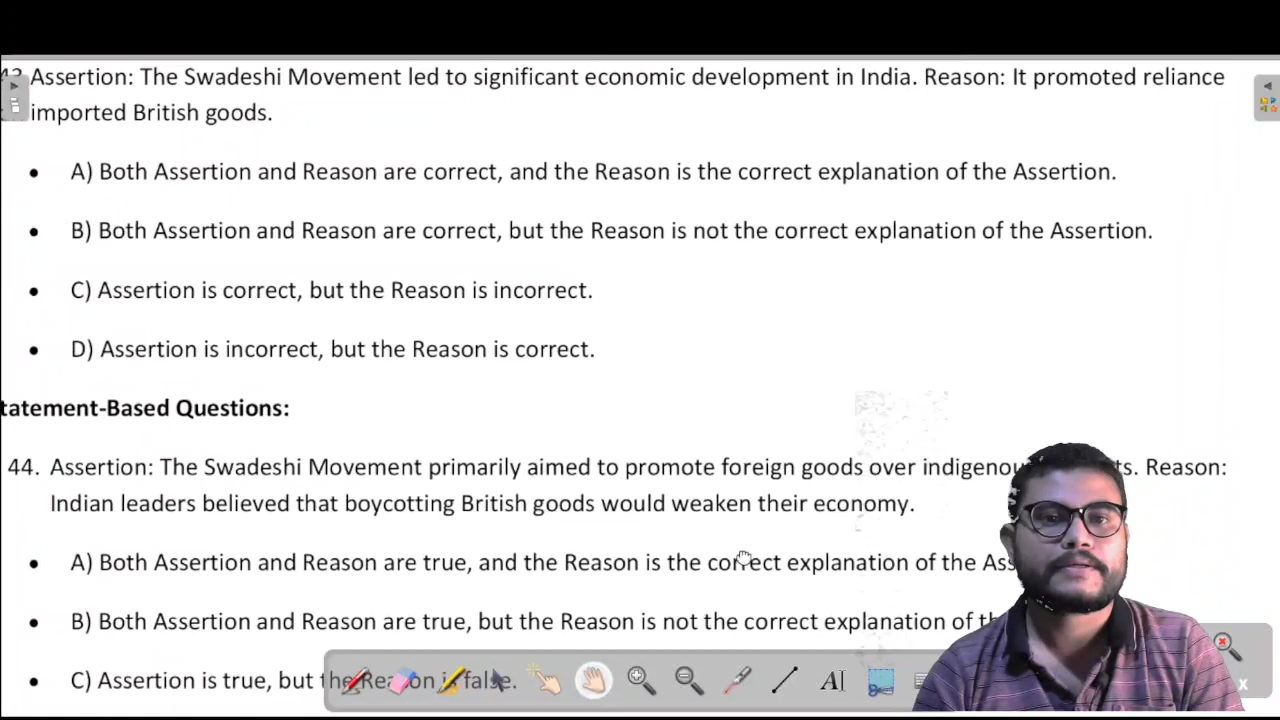 43 Assertion: The Swadeshi Movement led to significant economic development in India. Reason: It promoted reliance
imported British goods.
• A) Both Assertion and Reason are correct, and the Reason is the correct explanation of the Assertion.
• B) Both Assertion and Reason are correct, but the Reason is not the correct explanation of the Assertion.
• C) Assertion is correct, but the Reason is incorrect.
• D) Assertion is incorrect, but the Reason is correct.
tatement-Based Questions:
44. Assertion: The Swadeshi Movement primarily aimed to promote foreign goods over Reason:
Indian leaders believed that boycotting British goods would weaken their economy.
• A) Both Assertion and Reason are true, and the Reason is the correct explanation of the
• B) Both Assertion and Reason are true, but the Reason is not the correct explanation of
• C) Assertion is true, but the Reason is false.